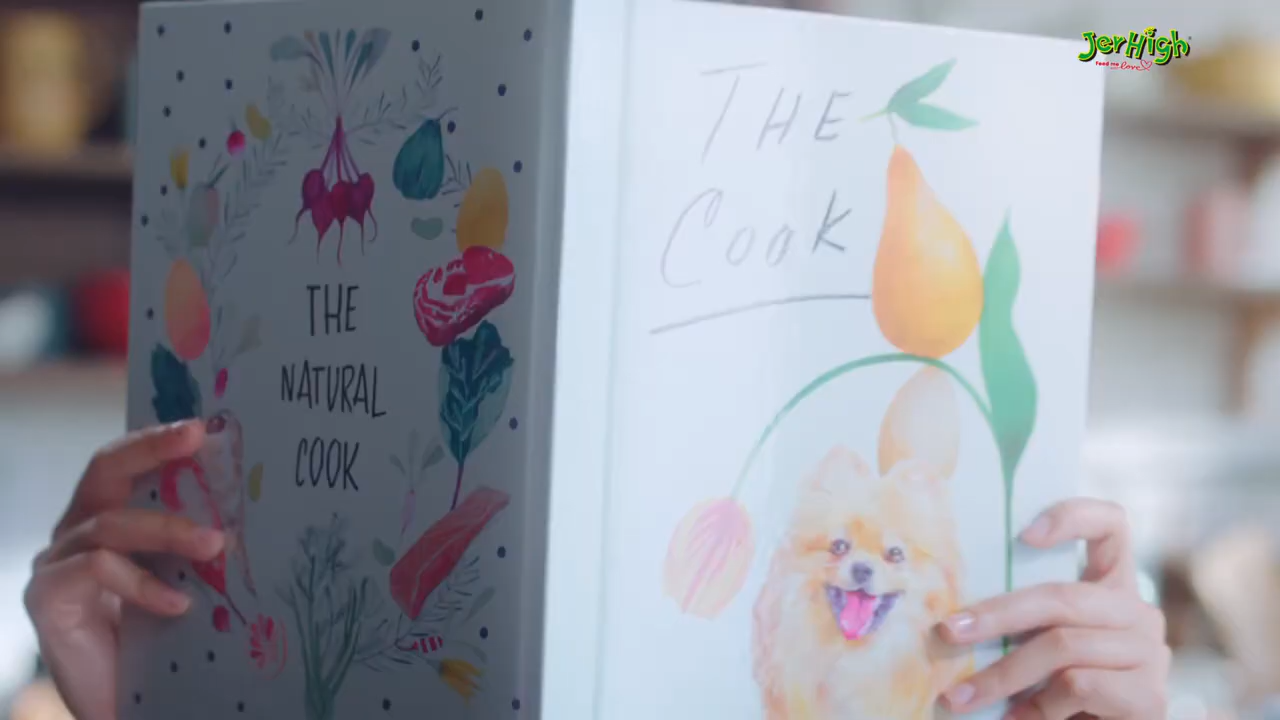 THE
NATURAL
COOK
THE
COOK
JerHigh
Feed me love